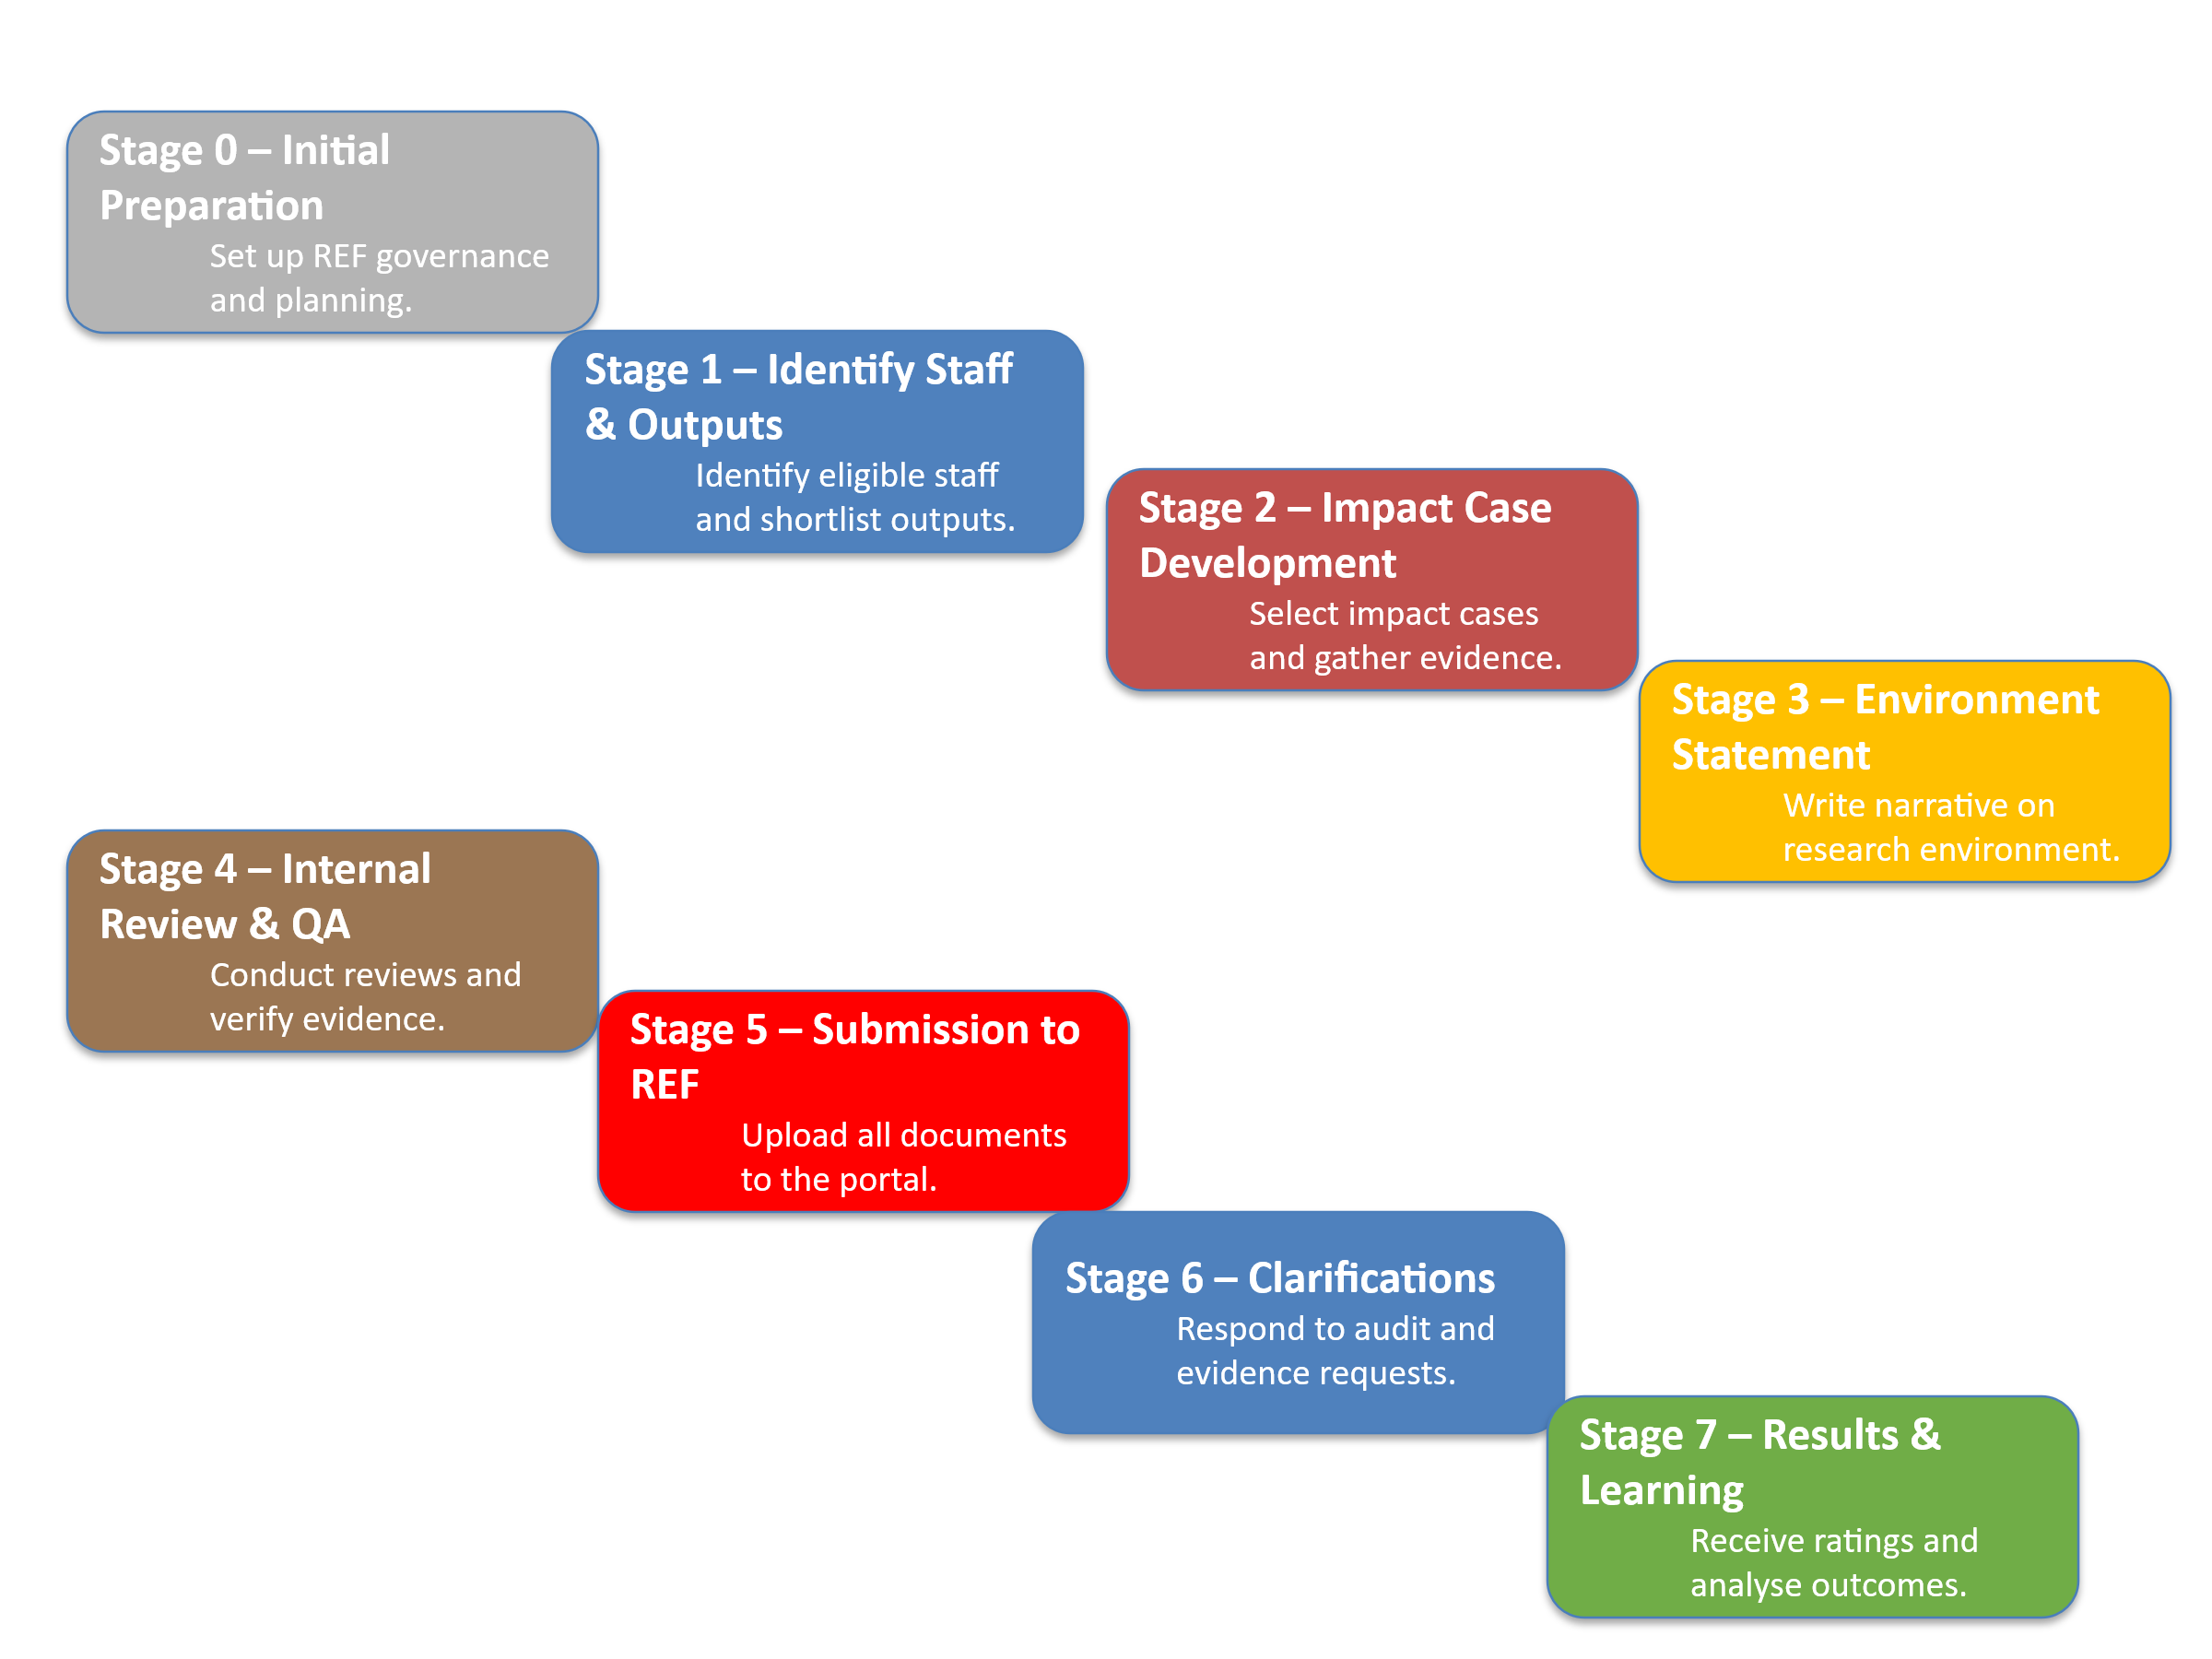 Stage 0 – Initial
Preparation
Set up REF governance
and planning.
Stage 1 – Identify Staff
& Outputs
Identify eligible staff
and shortlist outputs.
Stage 2 – Impact Case
Development
Select impact cases
and gather evidence.
Stage 3 – Environment
Statement
Write narrative on
research environment.
Stage 4 – Internal
Review & QA
Conduct reviews and
verify evidence.
Stage 5 – Submission to
REF
Upload all documents
to the portal.
Stage 6 – Clarifications
Respond to audit and
evidence requests.
Stage 7 – Results &
Learning
Receive ratings and
analyse outcomes.